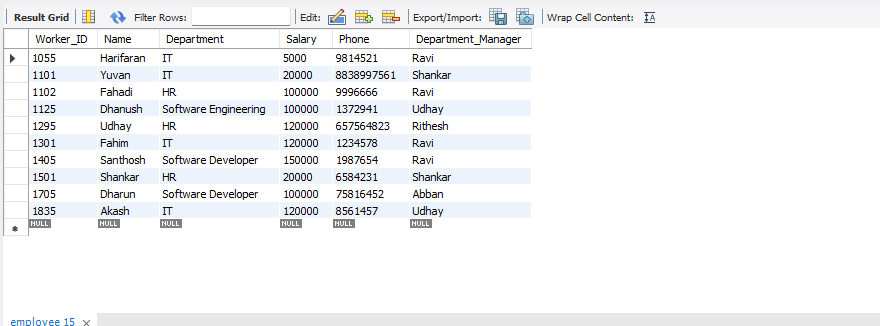 Result Grid Filter Rows: Edit: Export/Import: Wrap Cell Content: IA
Worker_ID Name Department Salary Phone Department_Manager
1055 Harifaran IT 5000 9814521 Ravi
1101 Yuvan IT 20000 8838997561 Shankar
1102 Fahadi HR 100000 9996666 Ravi
1125 Dhanush Software Engineering 100000 1372941 Udhay
1295 Udhay HR 120000 657564823 Rithesh
1301 Fahim IT 120000 1234578 Ravi
1405 Santhosh Software Developer 150000 1987654 Ravi
1501 Shankar HR 20000 6584231 Shankar
1705 Dharun Software Developer 100000 75816452 Abban
1835 Akash IT 120000 8561457 Udhay
NULL NULL NULL NULL NULL NULL
employee 15